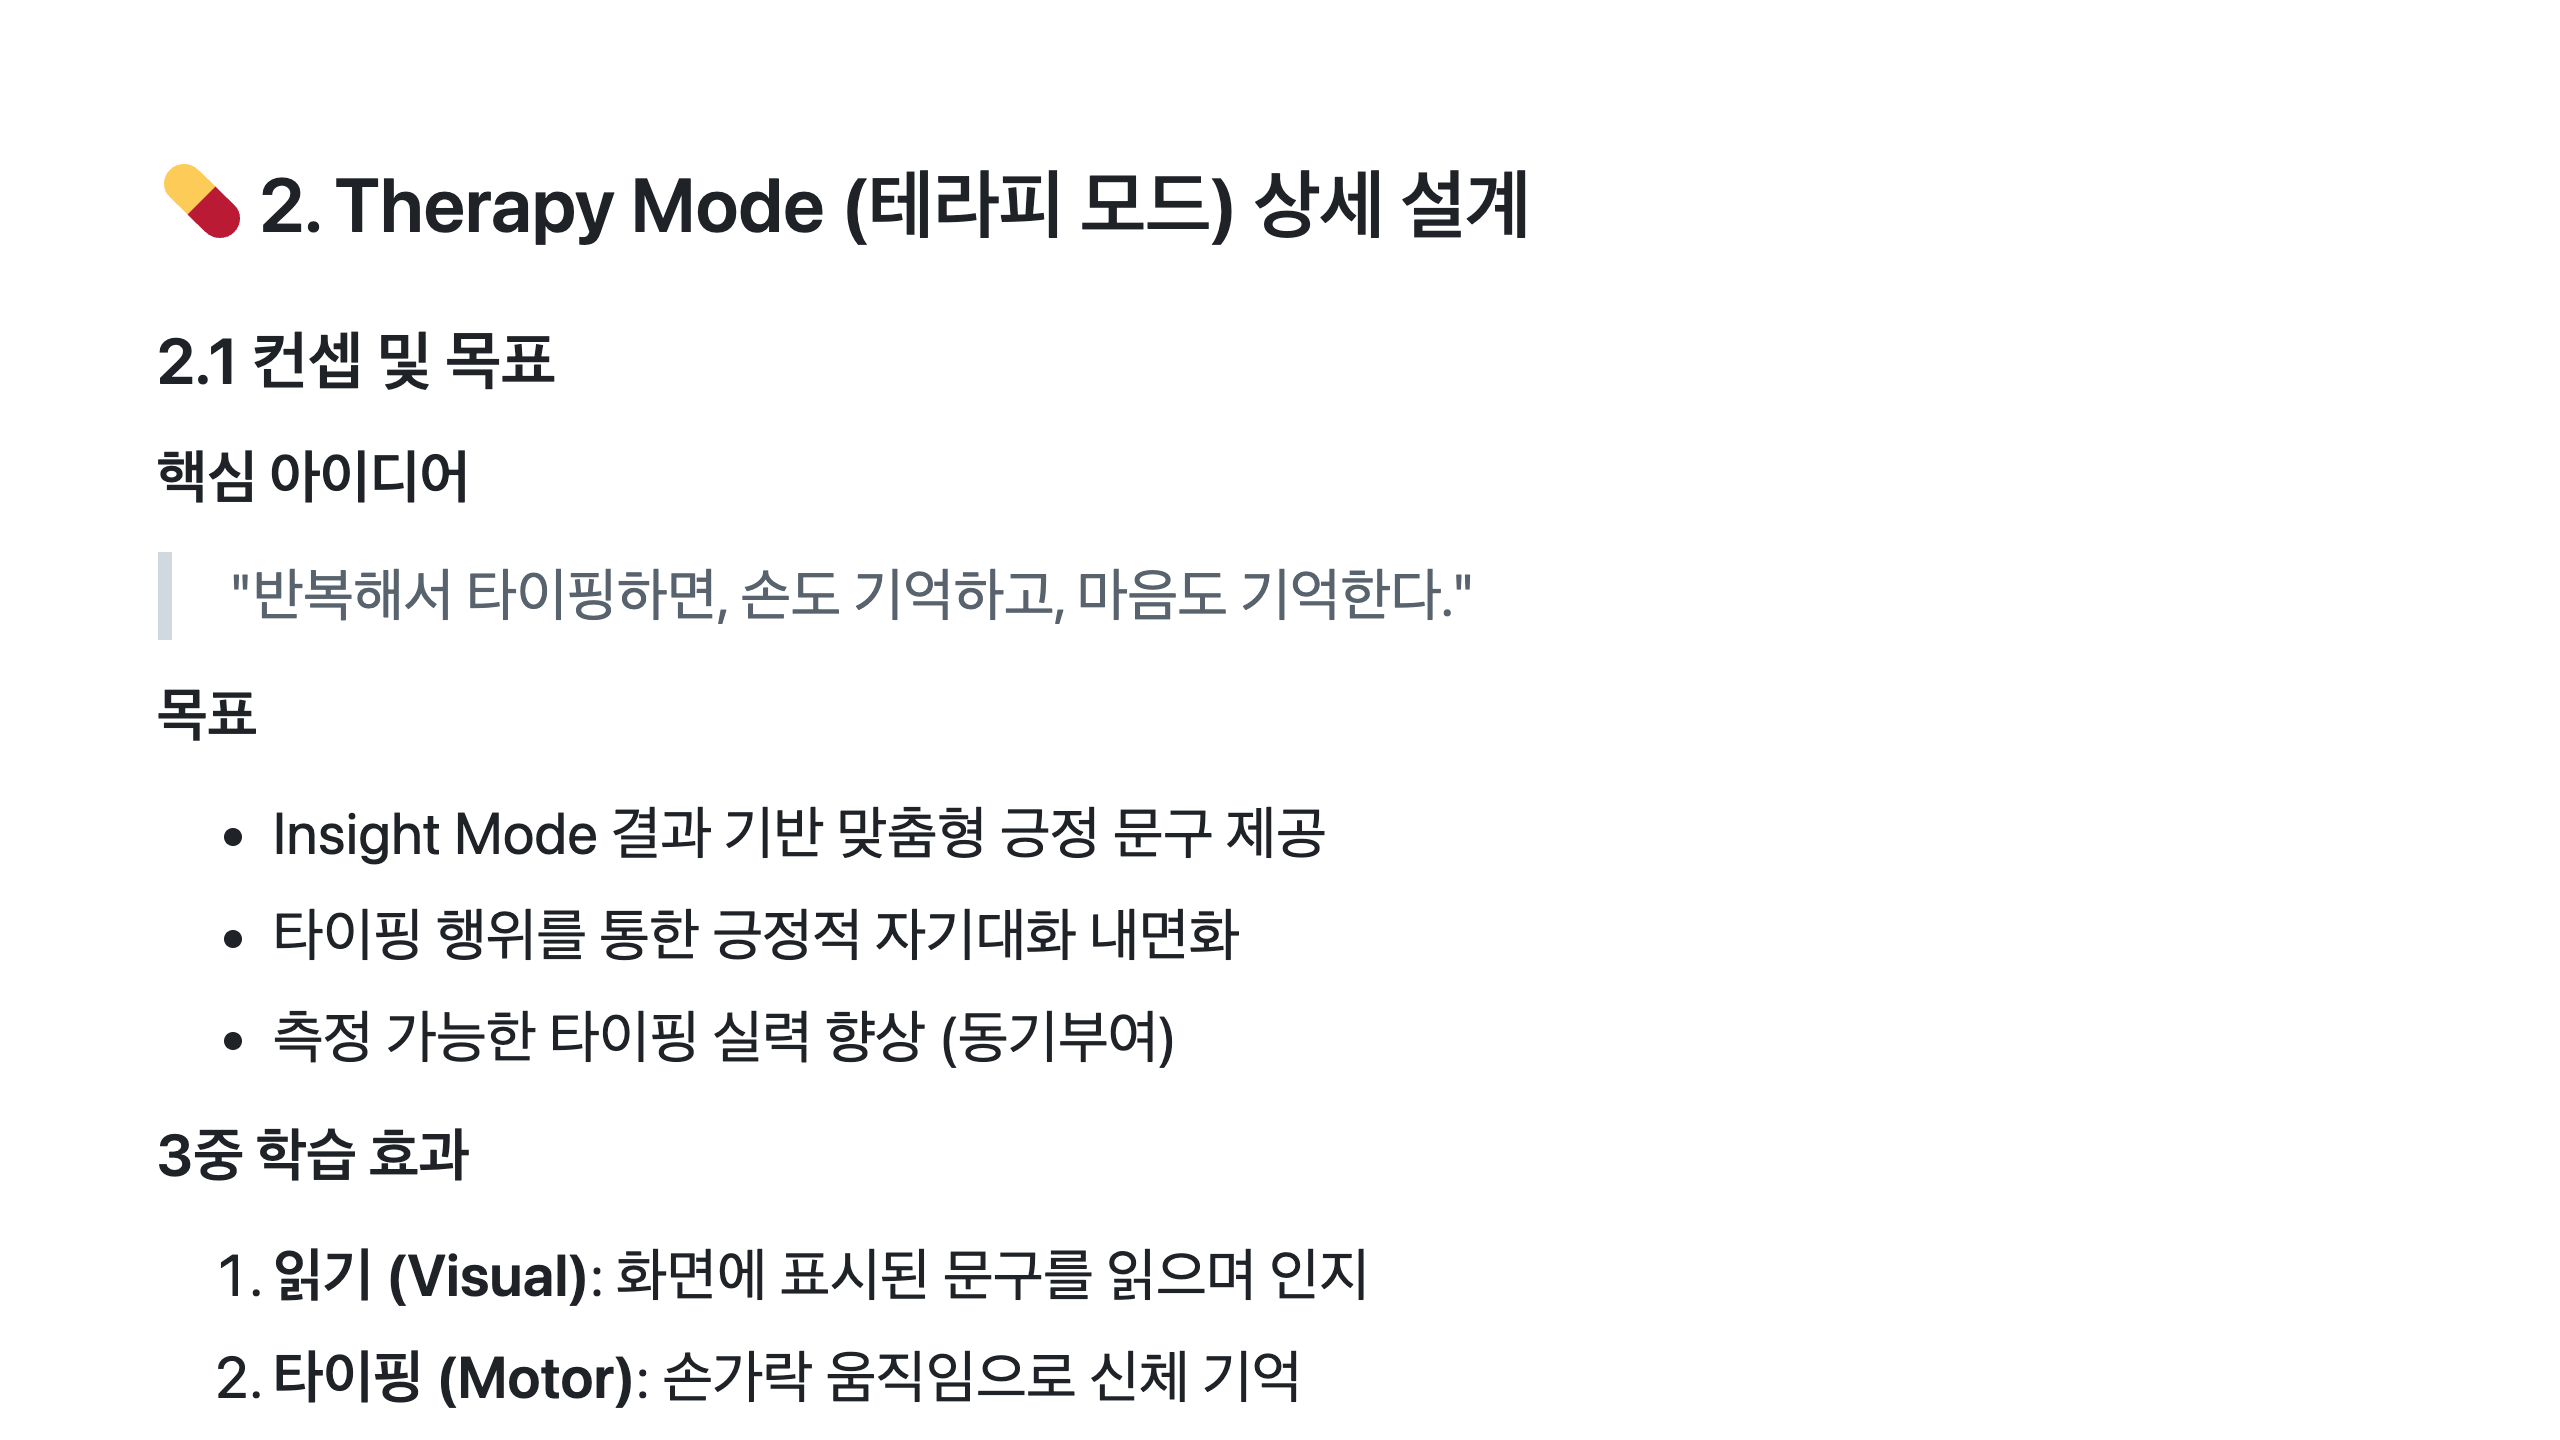 💊 2. Therapy Mode (테라피 모드) 상세 설계
2.1 컨셉 및 목표
핵심 아이디어
"반복해서 타이핑하면, 손도 기억하고, 마음도 기억한다."
목표
• Insight Mode 결과 기반 맞춤형 긍정 문구 제공
• 타이핑 행위를 통한 긍정적 자기대화 내면화
• 측정 가능한 타이핑 실력 향상 (동기부여)
3중 학습 효과
1. 읽기 (Visual): 화면에 표시된 문구를 읽으며 인지
2. 타이핑 (Motor): 손가락 움직임으로 신체 기억